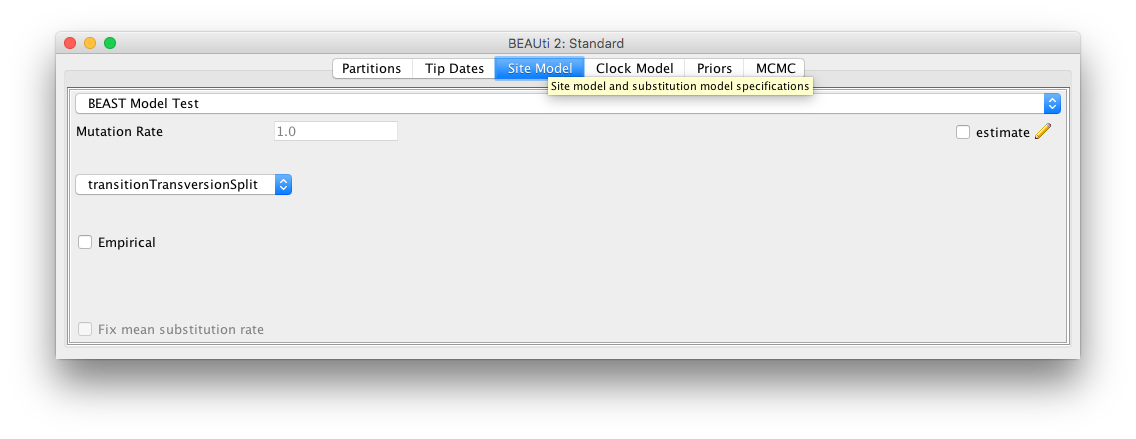 BEAUti 2: Standard
Partitions Tip Dates Site Model Clock Model Priors MCMC
Site model and substitution model specifications
BEAST Model Test
Mutation Rate 1.0 estimate
transitionTransversionSplit
Empirical
Fix mean substitution rate